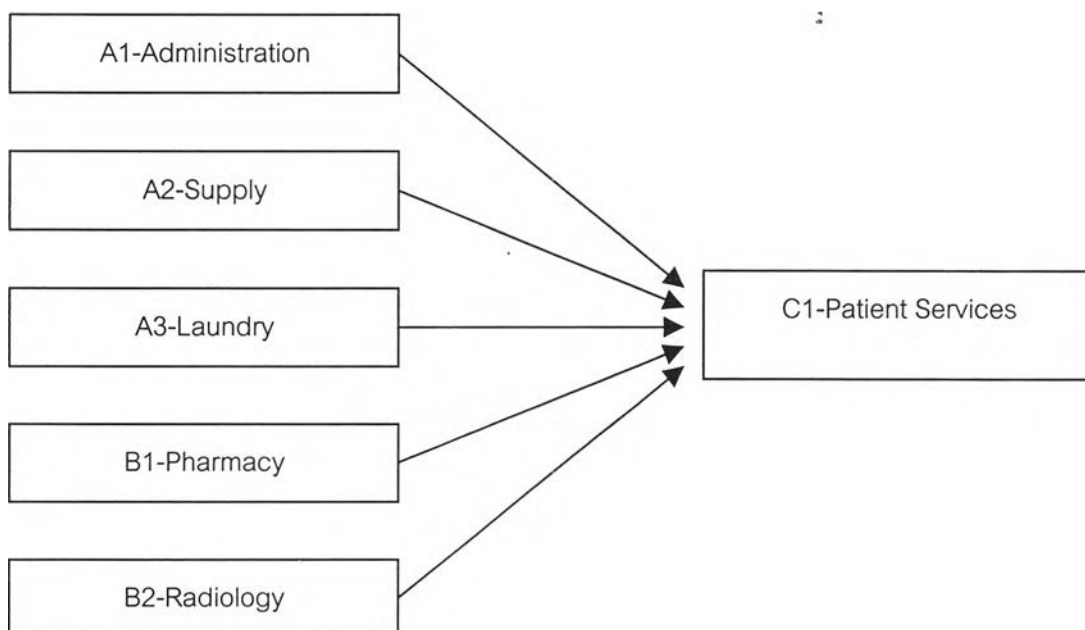 A1-Administration
A2-Supply
A3-Laundry
C1-Patient Services
B1-Pharmacy
B2-Radiology